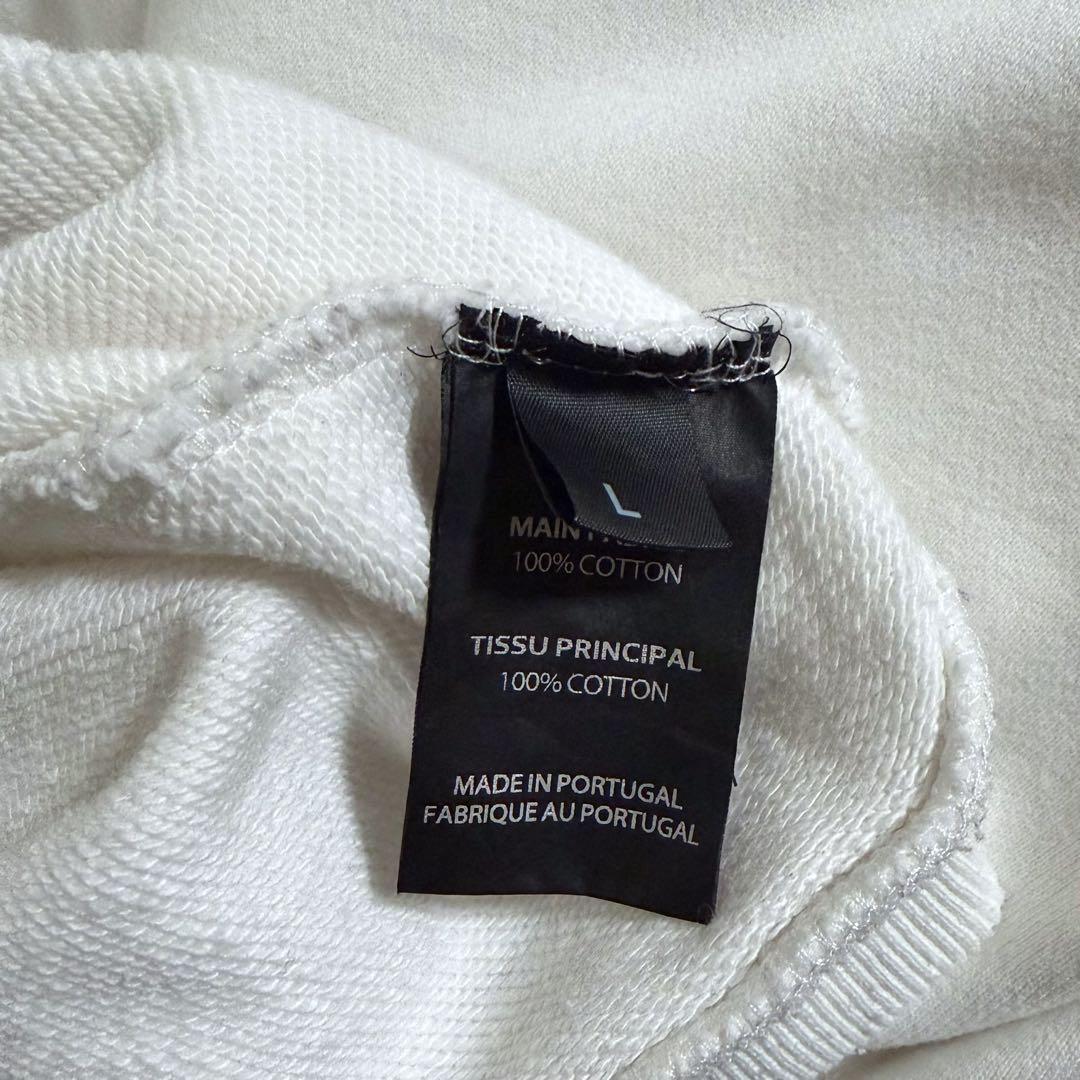 L
MAIN
100% COTTON
TISSU PRINCIPAL
100% COTTON
MADE IN PORTUGAL
FABRIQUE AU PORTUGAL